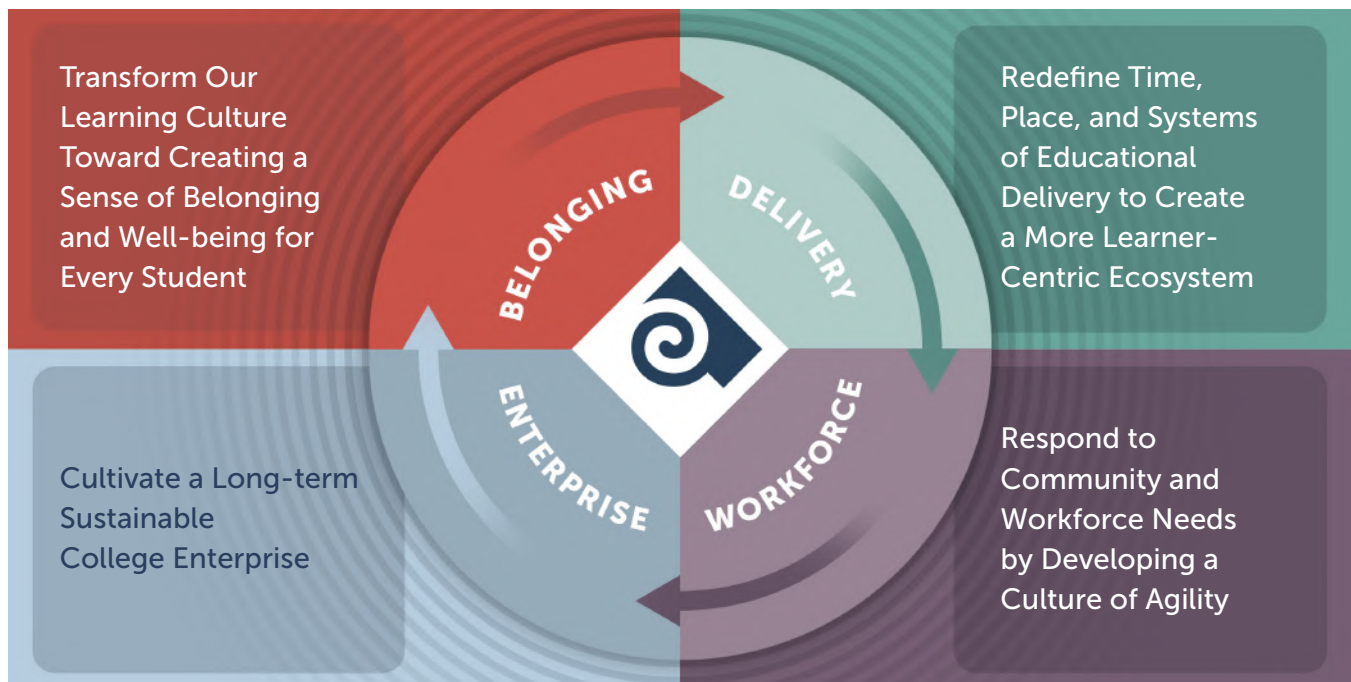 Transform Our
Learning Culture
Toward Creating a
Sense of Belonging
and Well-being for
Every Student
BELONGING
DELIVERY
Redefine Time,
Place, and Systems
of Educational
Delivery to Create
a More Learner-
Centric Ecosystem
Cultivate a Long-term
Sustainable
College Enterprise
ENTERPRISE
WORKFORCE
Respond to
Community and
Workforce Needs
by Developing a
Culture of Agility